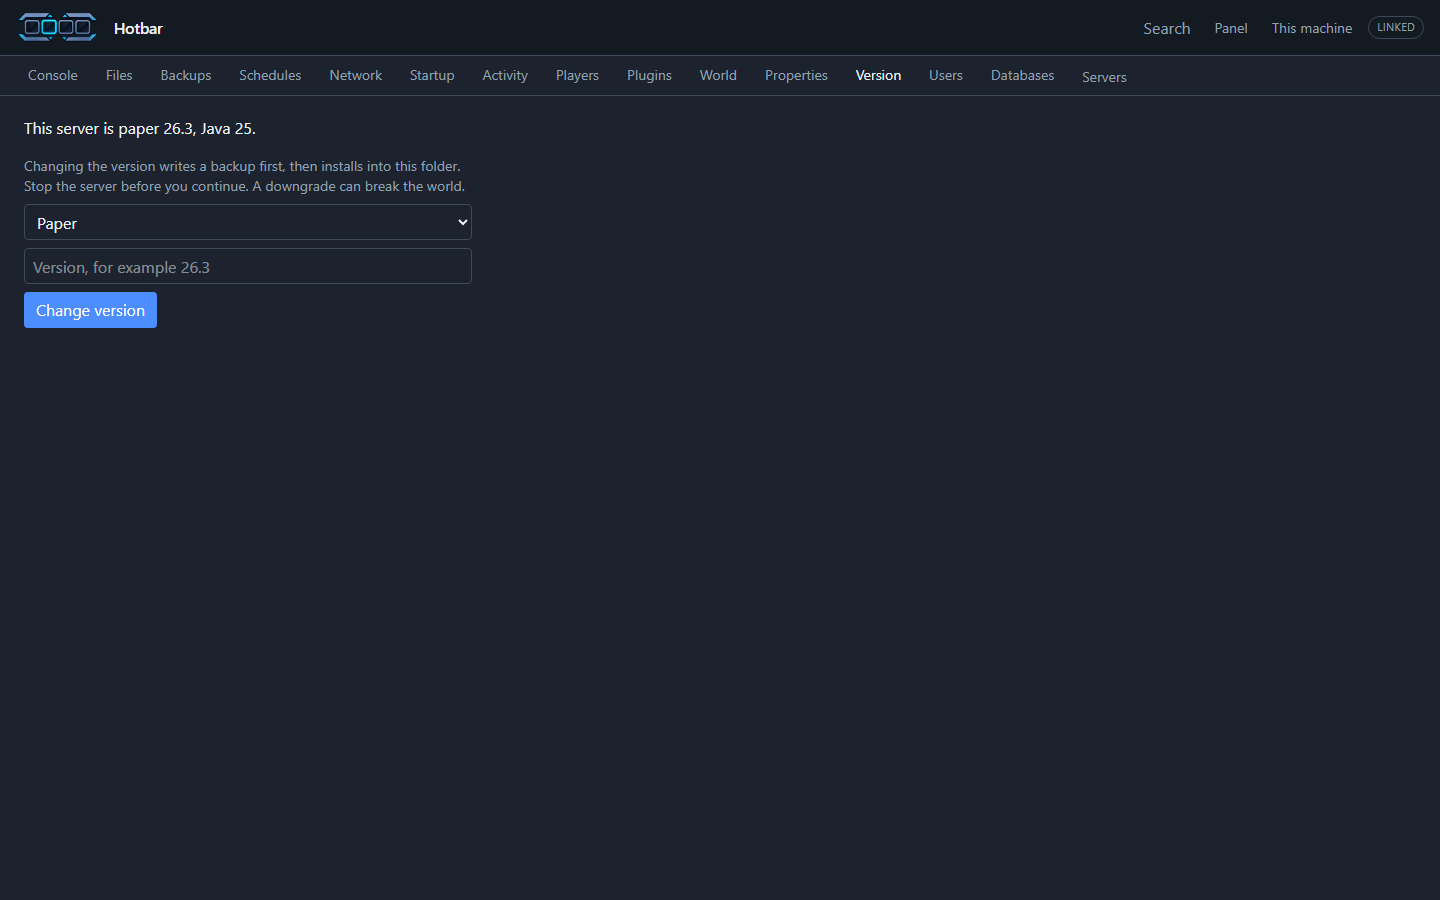 Hotbar
Search
Panel
This machine
LINKED
Console
Files
Backups
Schedules
Network
Startup
Activity
Players
Plugins
World
Properties
Version
Users
Databases
Servers
This server is paper 26.3, Java 25.
Changing the version writes a backup first, then installs into this folder.
Stop the server before you continue. A downgrade can break the world.
Paper
Version, for example 26.3
Change version